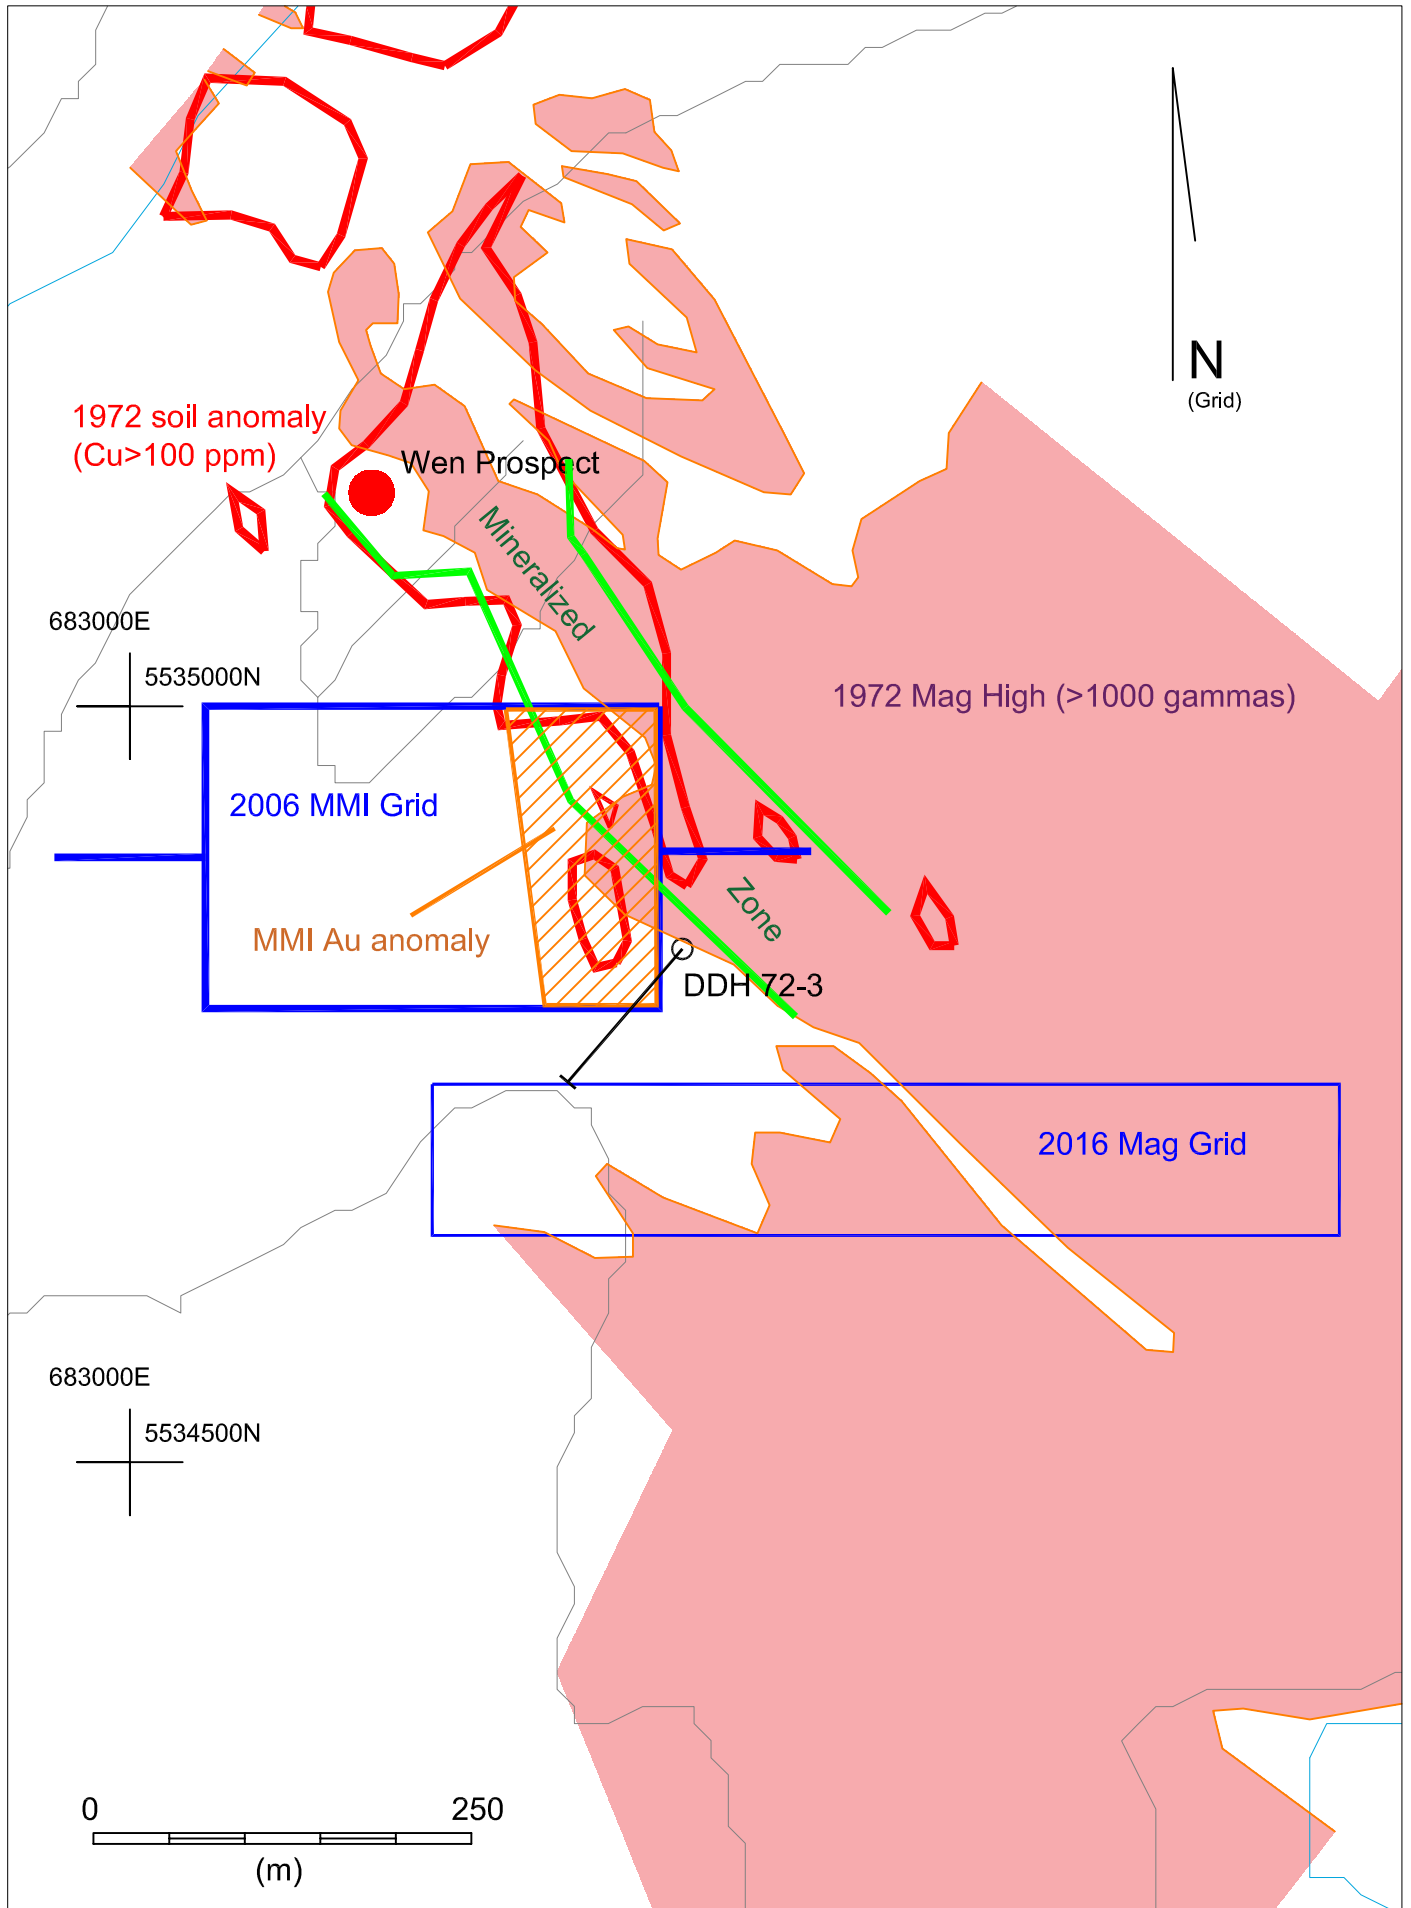 N
(Grid)
1972 soil anomaly
(Cu>100 ppm)
Wen Prospect
Mineralized
683000E
5535000N
1972 Mag High (>1000 gammas)
2006 MMI Grid
Zone
MMI Au anomaly
DDH 72-3
2016 Mag Grid
683000E
5534500N
0 250
(m)